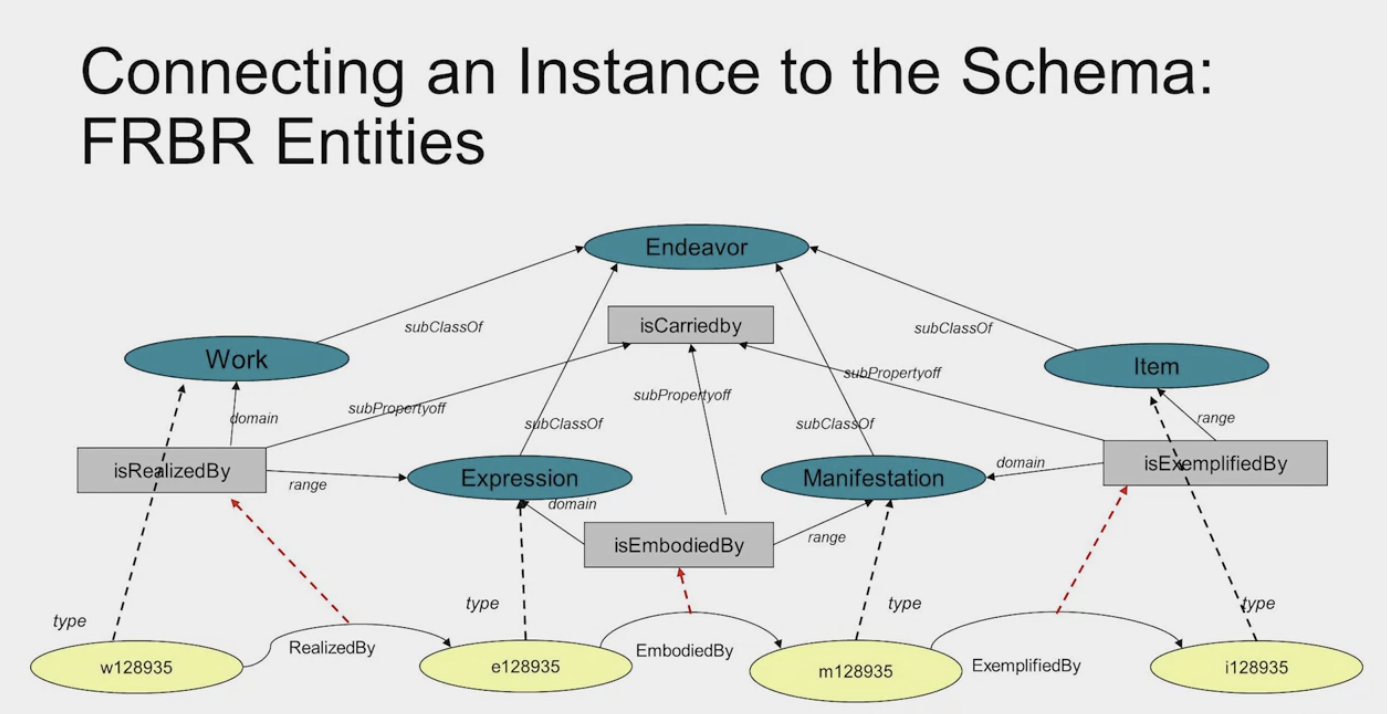 Connecting an Instance to the Schema:
FRBR Entities
Endeavor
isCarriedby
subClassOf
subClassOf
Work
Item
subPropertyoff
subPropertyoff
subPropertyoff
domain
subClassOf
subClassOf
range
isRealizedBy
range
Expression
Manifestation
domain
isExemplifiedBy
domain
isEmbodiedBy
range
type
type
type
type
RealizedBy
EmbodiedBy
ExemplifiedBy
w128935
e128935
m128935
i128935